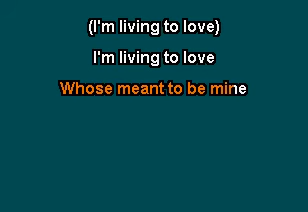 (I'm living to love)
I'm living to love
Whose meant to be mine